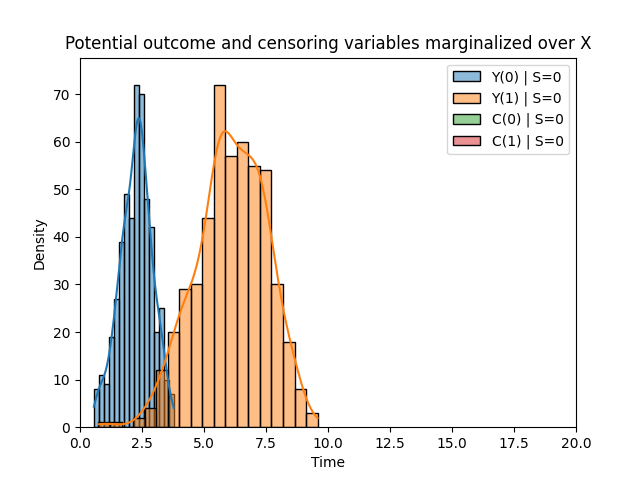 Potential outcome and censoring variables marginalized over X
Y(0) | S=0
Y(1) | S=0
C(0) | S=0
C(1) | S=0
Density
70
60
50
40
30
20
10
0
0.0 2.5 5.0 7.5 10.0 12.5 15.0 17.5 20.0
Time